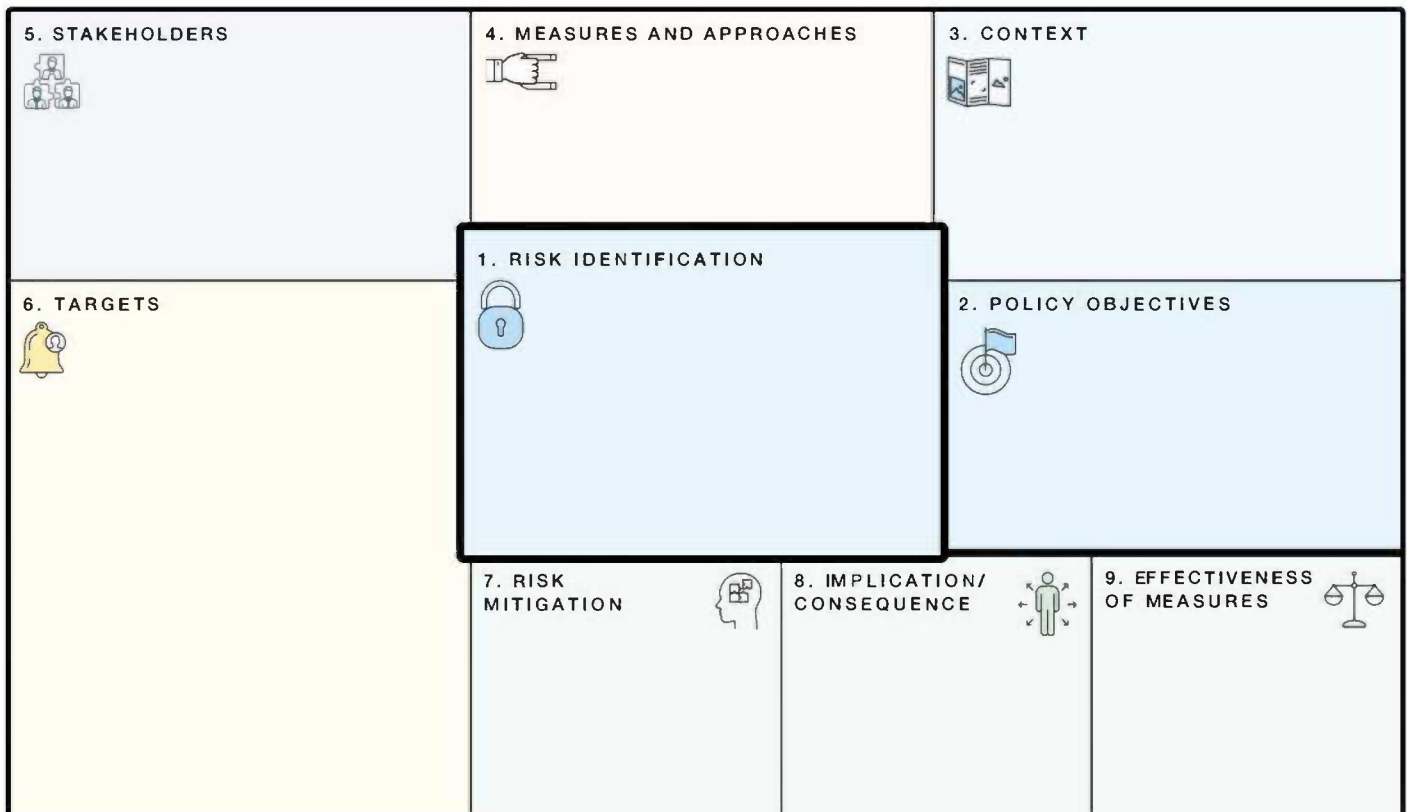 5. STAKEHOLDERS
4. MEASURES AND APPROACHES
3. CONTEXT
1. RISK IDENTIFICATION
6. TARGETS
2. POLICY OBJECTIVES
7. RISK
MITIGATION
8. IMPLICATION/
CONSEQUENCE
9. EFFECTIVENESS
OF MEASURES